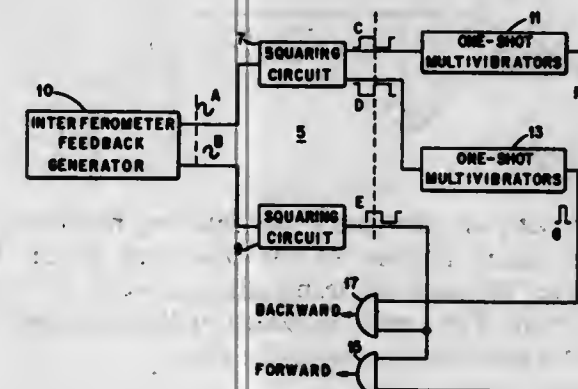 11
C
7
SQUARING
CIRCUIT
ONE-SHOT
MULTIVIBRATORS
10
A
D
INTERFEROMETER
FEEDBACK
GENERATOR
B
5
13
ONE-SHOT
MULTIVIBRATORS
E
SQUARING
CIRCUIT
G
17
BACKWARD
15
FORWARD